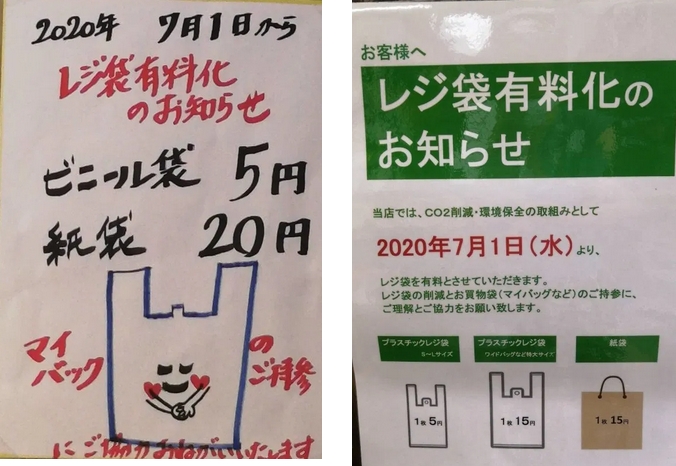 2020年 7月1日から
レジ袋有料化
のお知らせ
ビニール袋 5円
紙袋 20円
マイ
バック
の
ご持参
にご協力おねがいいたします
お客様へ
レジ袋有料化の
お知らせ
当店では、CO2削減・環境保全の取組みとして
2020年7月1日(水)より、
レジ袋を有料とさせていただきます。
レジ袋の削減とお買物袋(マイバッグなど)のご持参に、
ご理解とご協力をお願い致します。
プラスチックレジ袋
S~Lサイズ
1枚5円
プラスチックレジ袋
ワイドバッグなど特大サイズ
1枚15円
紙袋
1枚15円